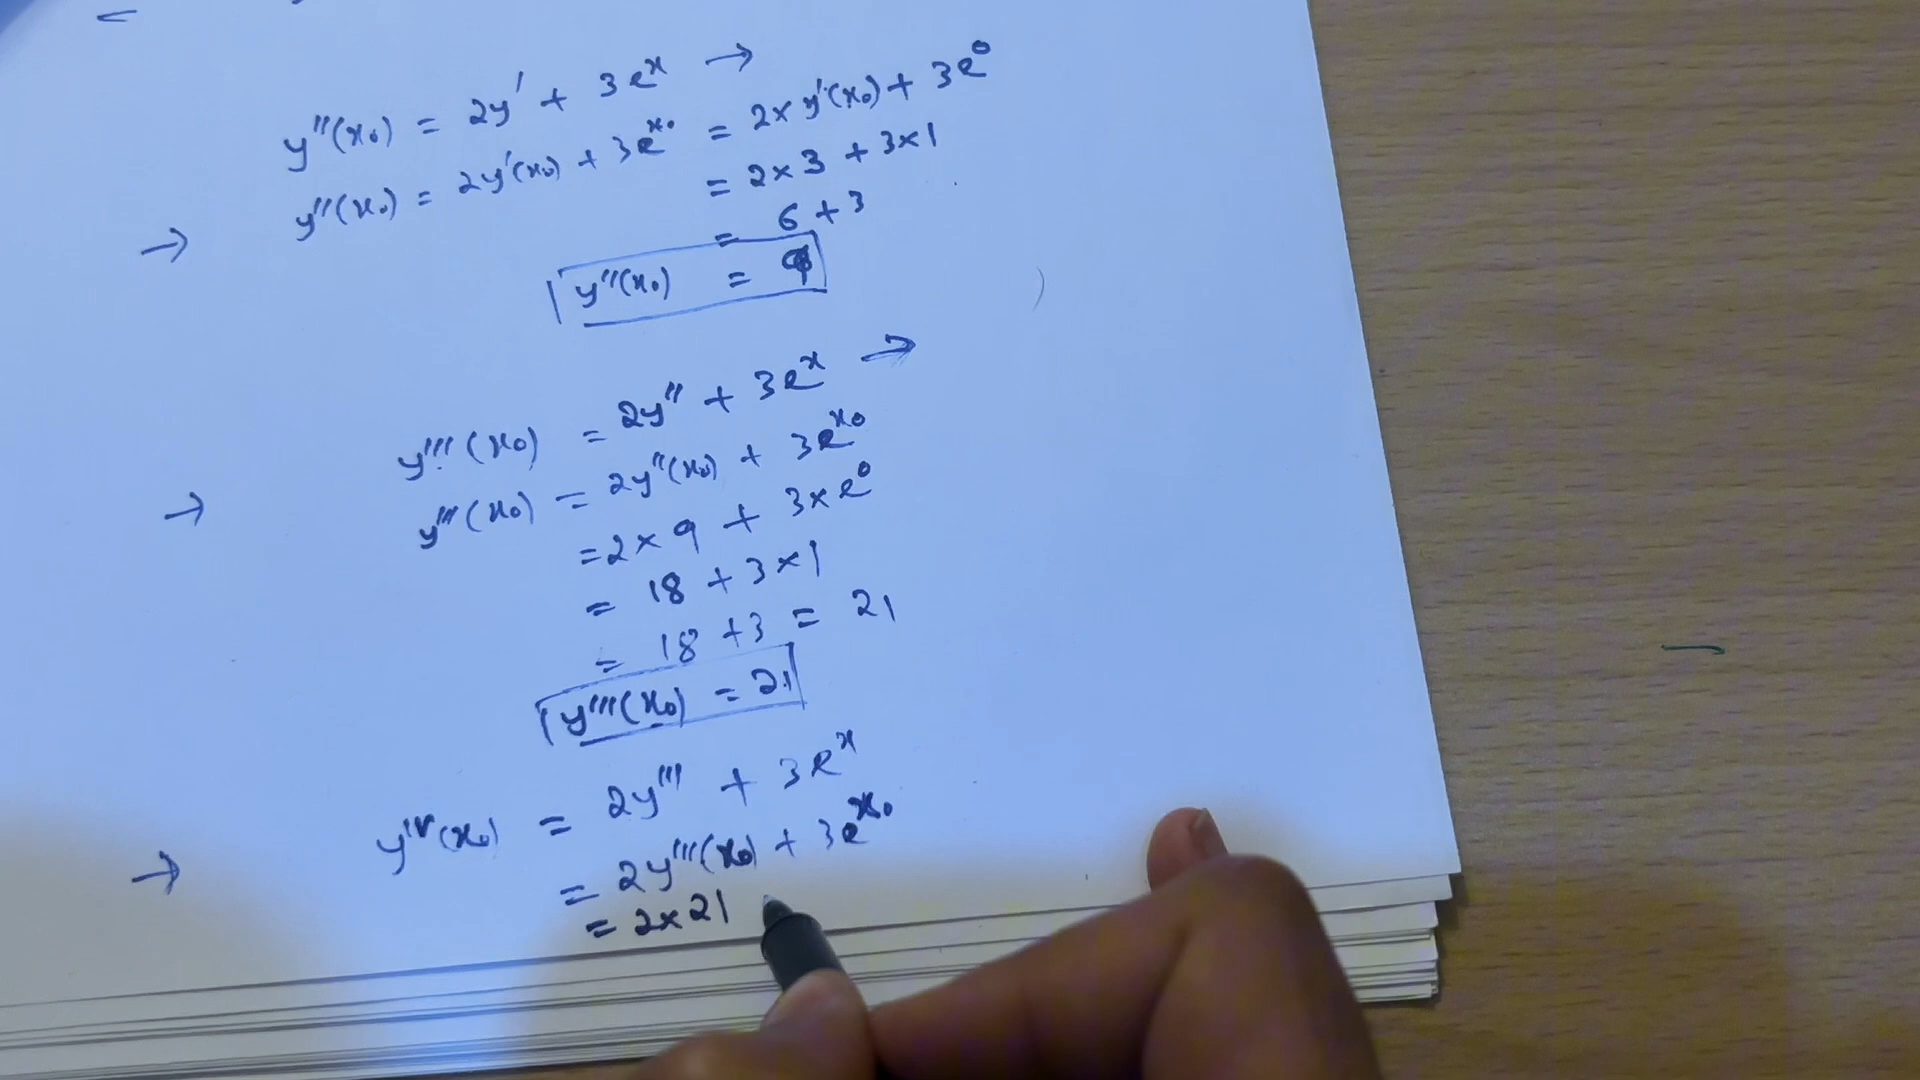 y''(x₀) = 2y' + 3eˣ →
→ y''(x₀) = 2y'(x₀) + 3e^x₀ = 2 x y'(x₀) + 3e⁰
= 2 x 3 + 3 x 1
= 6 + 3
y''(x₀) = 9
y'''(x₀) = 2y'' + 3eˣ →
→ y'''(x₀) = 2y''(x₀) + 3e^x₀
= 2 x 9 + 3 x e⁰
= 18 + 3 x 1
= 18 + 3 = 21
y'''(x₀) = 21
→ y'ᵛ(x₀) = 2y''' + 3eˣ
= 2y'''(x₀) + 3e^x₀
= 2 x 21